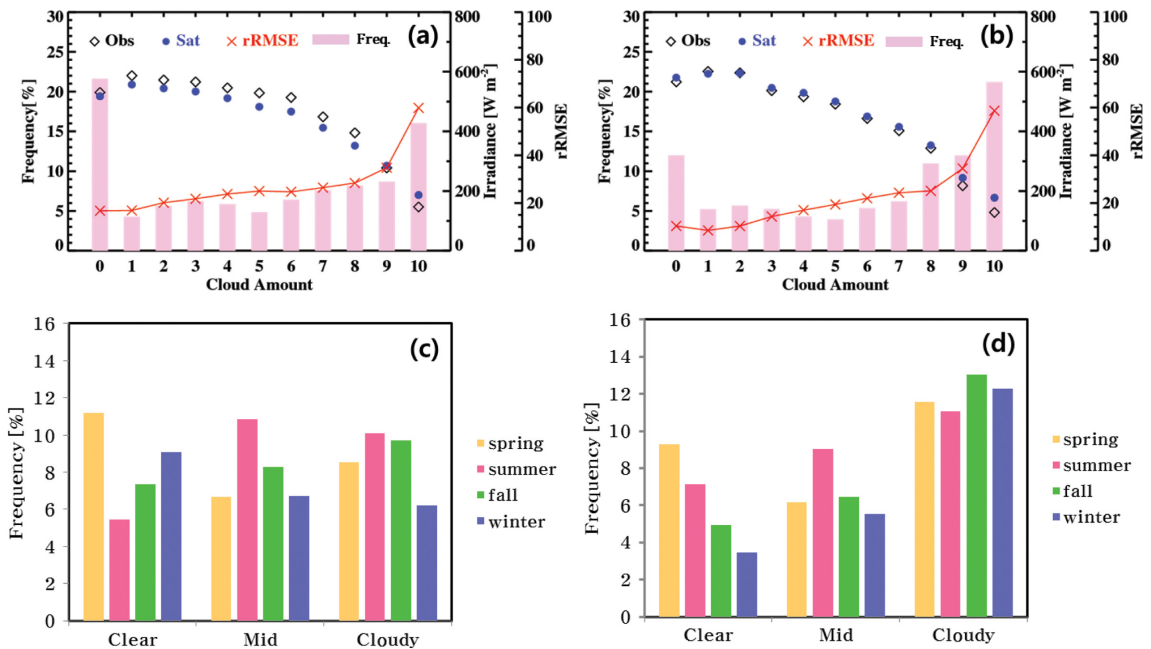 (a)
Obs Sat rRMSE Freq.
Frequency[%]
30
25
20
15
10
5
0
0 1 2 3 4 5 6 7 8 9 10
Cloud Amount
800
600
400
200
0
Irradiance [W m-2]
100
80
60
40
20
0
rRMSE
(b)
Obs Sat rRMSE Freq.
Frequency[%]
30
25
20
15
10
5
0
0 1 2 3 4 5 6 7 8 9 10
Cloud Amount
800
600
400
200
0
Irradiance [W m-2]
100
80
60
40
20
0
rRMSE
(c)
Frequency [%]
16
14
12
10
8
6
4
2
0
Clear Mid Cloudy
spring
summer
fall
winter
(d)
Frequency [%]
16
14
12
10
8
6
4
2
0
Clear Mid Cloudy
spring
summer
fall
winter